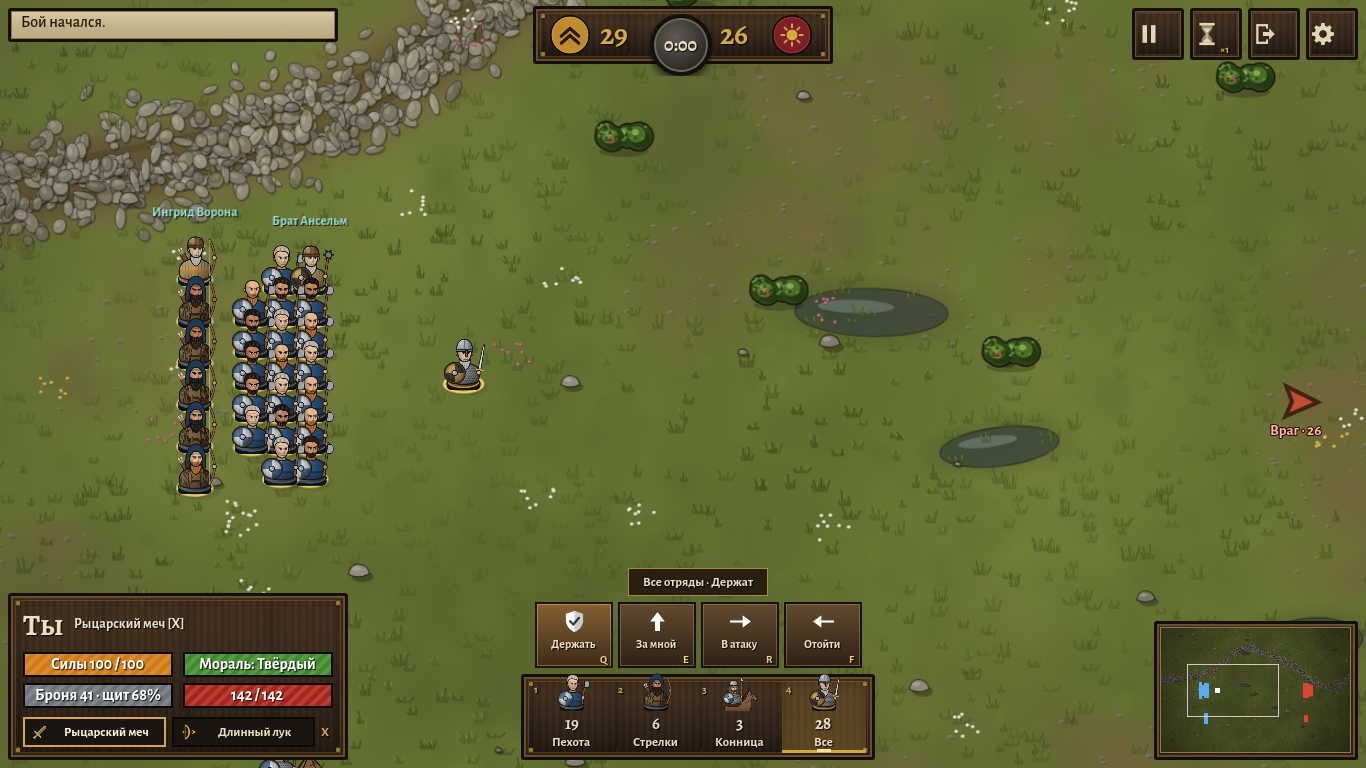 Бой начался.
29
0:00
26
×1
Ингрид Ворона
Брат Ансельм
Враг · 26
Все отряды · Держат
Держать
Q
За мной
E
В атаку
R
Отойти
F
Ты
Рыцарский меч [X]
Силы 100 / 100
Мораль: Твёрдый
Броня 41 · щит 68%
142 / 142
Рыцарский меч
Длинный лук
X
1
19
Пехота
2
6
Стрелки
3
3
Конница
4
28
Все